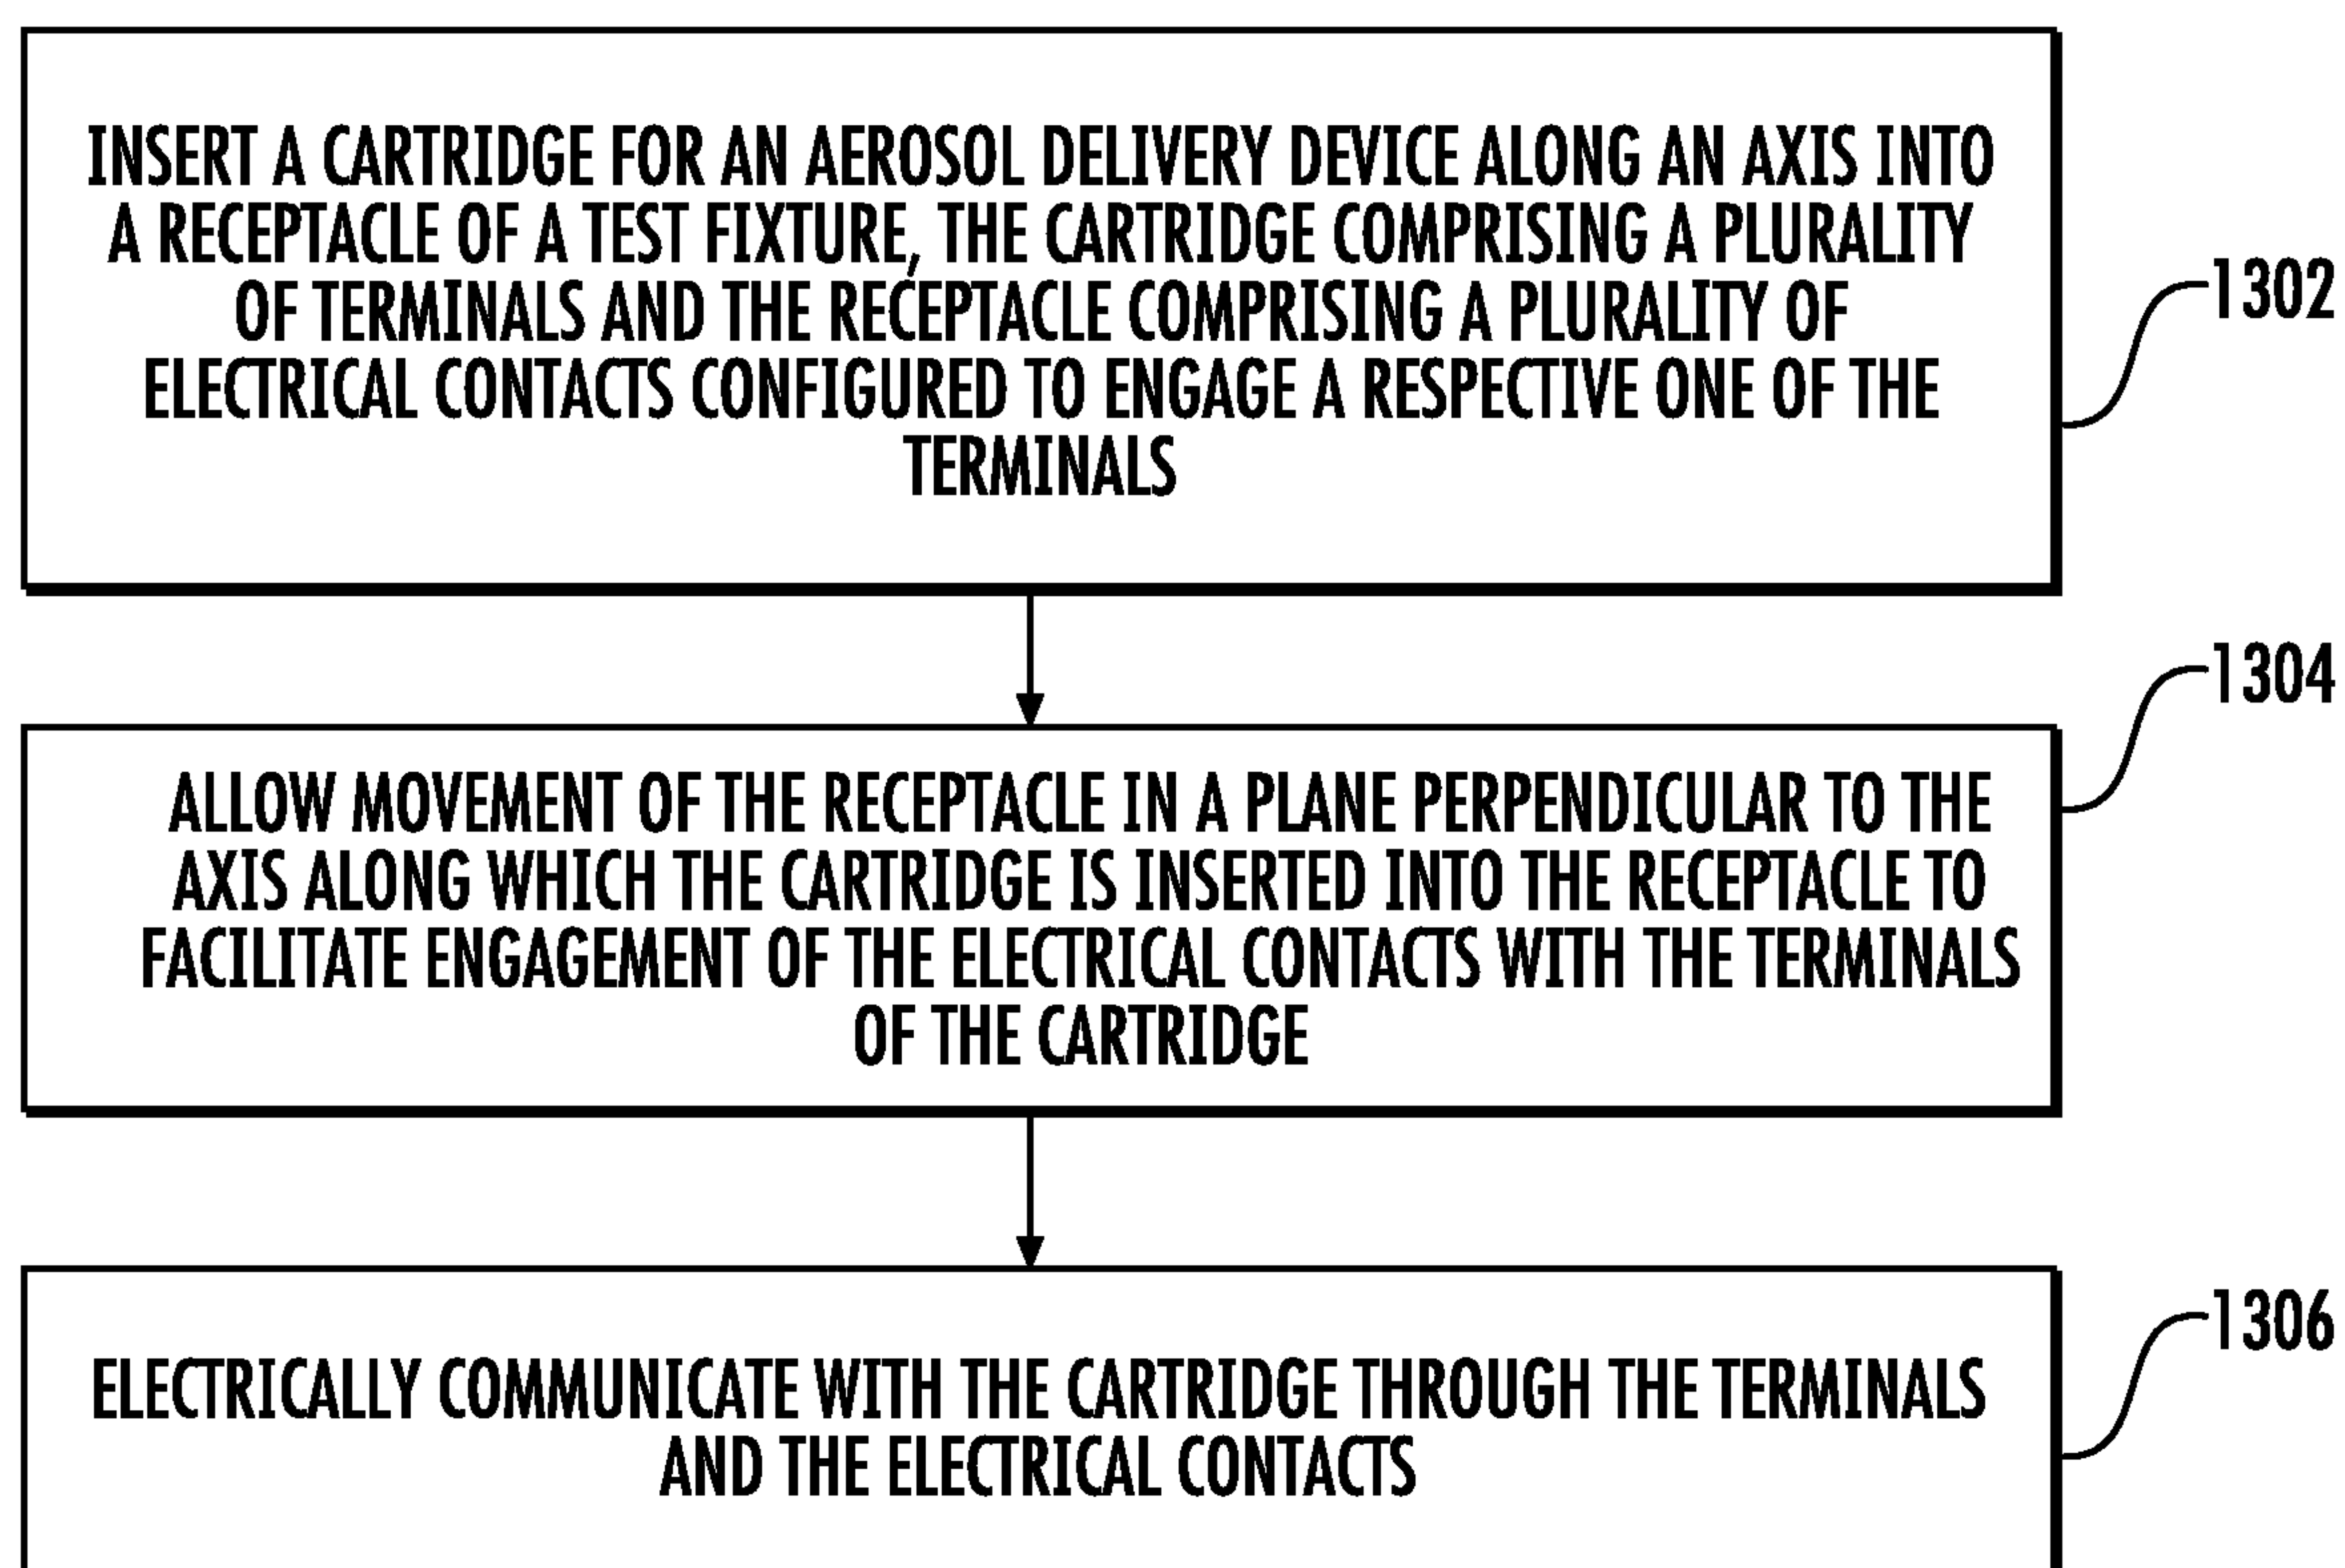 INSERT A CARTRIDGE FOR AN AEROSOL DELIVERY DEVICE ALONG AN AXIS INTO
A RECEPTACLE OF A TEST FIXTURE, THE CARTRIDGE COMPRISING A PLURALITY
OF TERMINALS AND THE RECEPTACLE COMPRISING A PLURALITY OF
ELECTRICAL CONTACTS CONFIGURED TO ENGAGE A RESPECTIVE ONE OF THE
TERMINALS
1302
ALLOW MOVEMENT OF THE RECEPTACLE IN A PLANE PERPENDICULAR TO THE
AXIS ALONG WHICH THE CARTRIDGE IS INSERTED INTO THE RECEPTACLE TO
FACILITATE ENGAGEMENT OF THE ELECTRICAL CONTACTS WITH THE TERMINALS
OF THE CARTRIDGE
1304
ELECTRICALLY COMMUNICATE WITH THE CARTRIDGE THROUGH THE TERMINALS
AND THE ELECTRICAL CONTACTS
1306